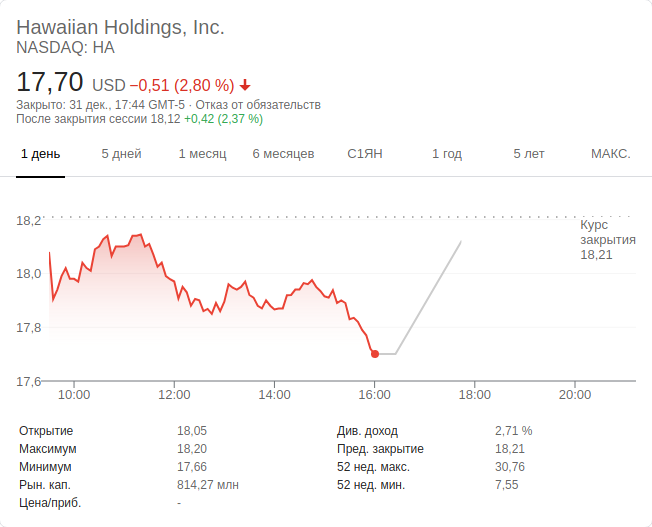 Hawaiian Holdings, Inc.
NASDAQ: HA
17,70 USD −0,51 (2,80 %)
Закрыто: 31 дек., 17:44 GMT-5 · Отказ от обязательств
После закрытия сессии 18,12 +0,42 (2,37 %)
1 день 5 дней 1 месяц 6 месяцев С1ЯН 1 год 5 лет МАКС.
18,2
Курс
закрытия
18,21
18,0
17,8
17,6
10:00 12:00 14:00 16:00 18:00 20:00
Открытие 18,05 Див. доход 2,71 %
Максимум 18,20 Пред. закрытие 18,21
Минимум 17,66 52 нед. макс. 30,76
Рын. кап. 814,27 млн 52 нед. мин. 7,55
Цена/приб. -